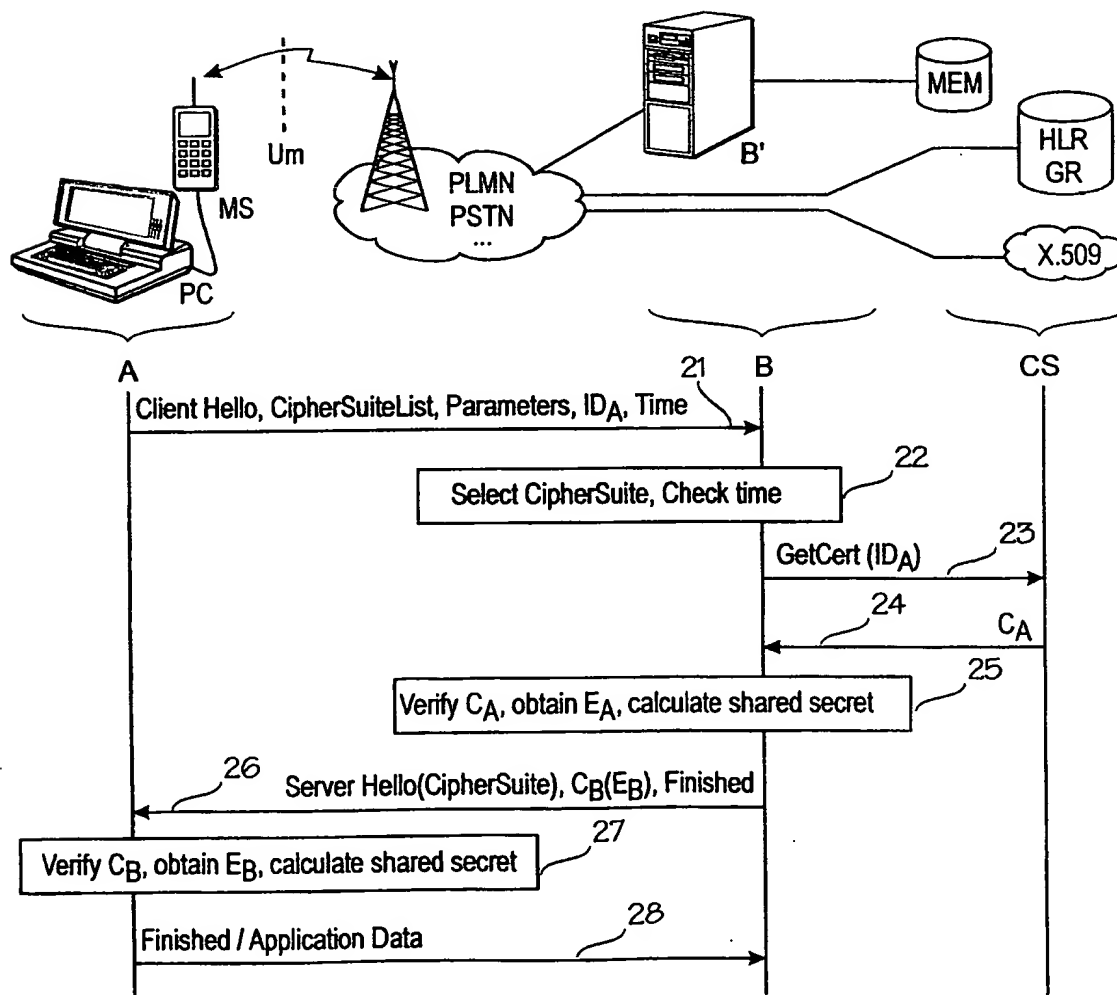 MEM
B'
HLR
GR
Um
PLMN
PSTN
...
MS
X.509
PC
A
B
CS
21
Client Hello, CipherSuiteList, Parameters, IDA, Time
22
Select CipherSuite, Check time
23
GetCert (IDA)
24
CA
25
Verify CA, obtain EA, calculate shared secret
26
Server Hello(CipherSuite), CB(EB), Finished
27
Verify CB, obtain EB, calculate shared secret
28
Finished / Application Data